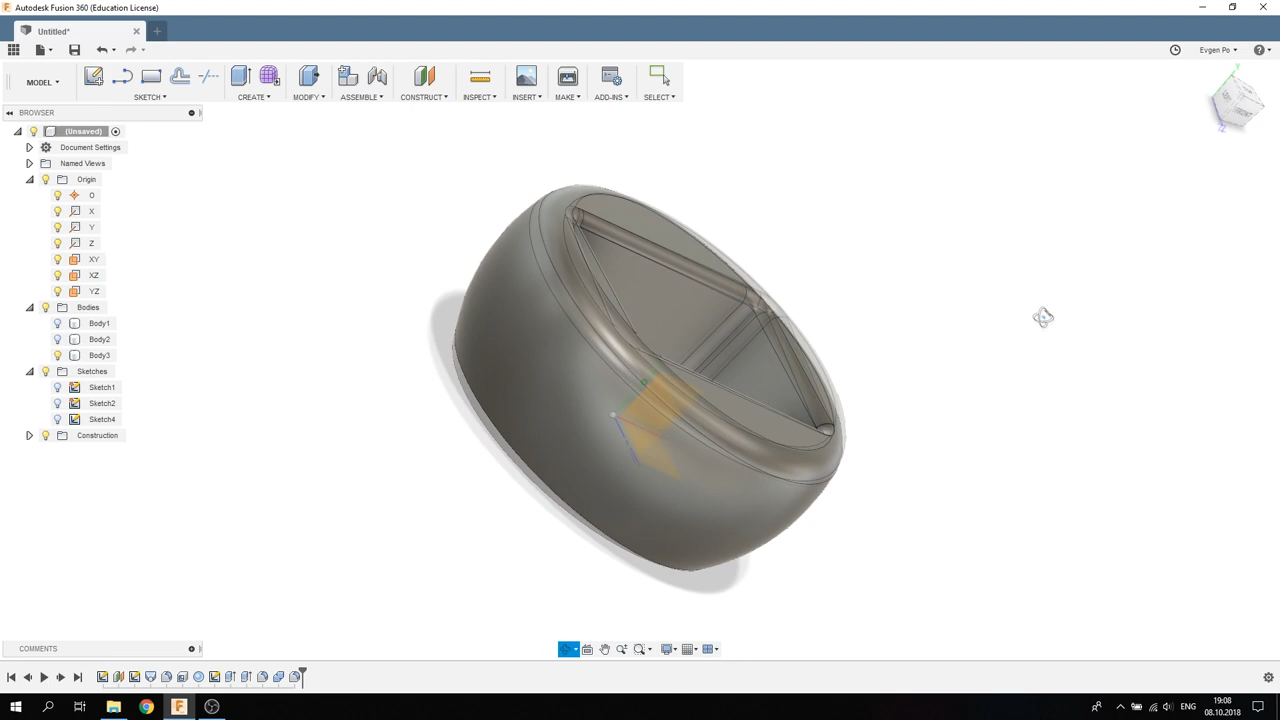 Autodesk Fusion 360 (Education License)
Untitled*
Evgen Po
MODEL
SKETCH
CREATE
MODIFY
ASSEMBLE
CONSTRUCT
INSPECT
INSERT
MAKE
ADD-INS
SELECT
BROWSER
(Unsaved)
Document Settings
Named Views
Origin
O
X
Y
Z
XY
XZ
YZ
Bodies
Body1
Body2
Body3
Sketches
Sketch1
Sketch2
Sketch4
Construction
COMMENTS
ENG
19:08
08.10.2018